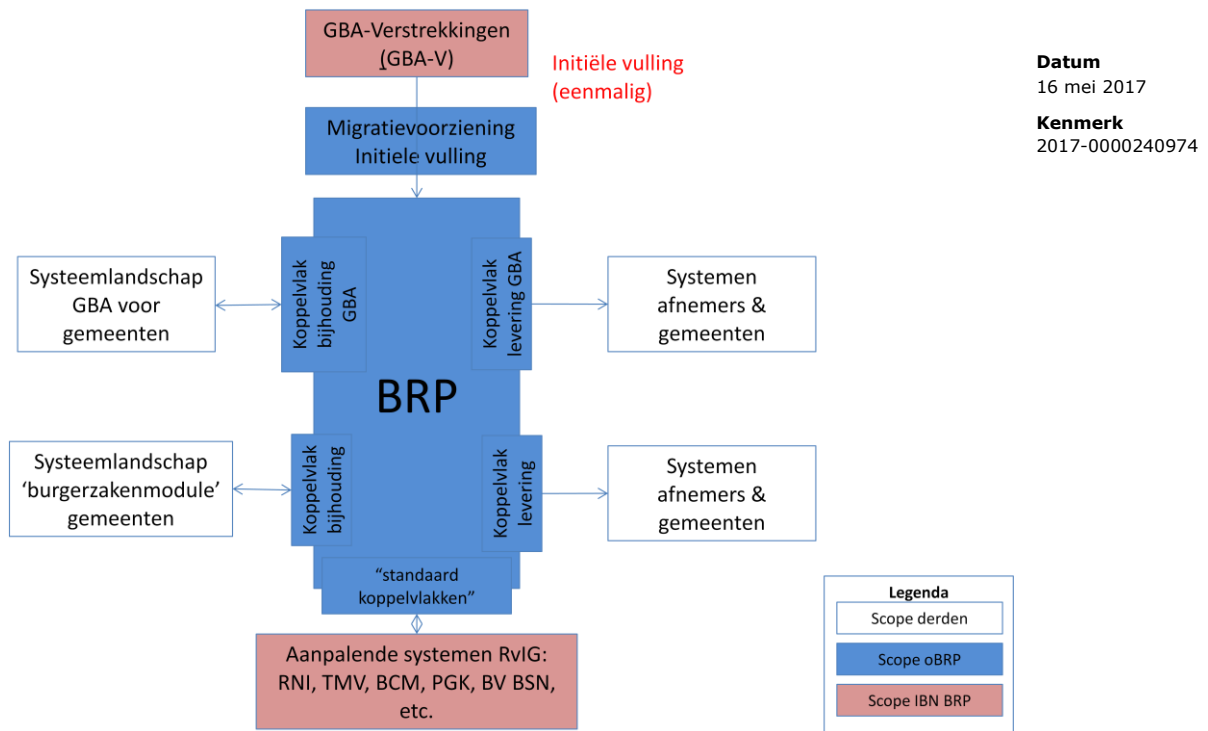 GBA-Verstrekkingen
(GBA-V)
Initiële vulling
(eenmalig)
Datum
16 mei 2017
Kenmerk
2017-0000240974
Migratievoorziening
Initiele vulling
Systeemlandschap
GBA voor
gemeenten
Koppelvlak
bijhouding
GBA
Koppelvlak
levering GBA
Systemen
afnemers &
gemeenten
BRP
Systeemlandschap
‘burgerzakenmodule’
gemeenten
Koppelvlak
bijhouding
Koppelvlak
levering
Systemen
afnemers &
gemeenten
“standaard
koppelvlakken”
Aanpalende systemen RvIG:
RNI, TMV, BCM, PGK, BV BSN,
etc.
Legenda
Scope derden
Scope oBRP
Scope IBN BRP